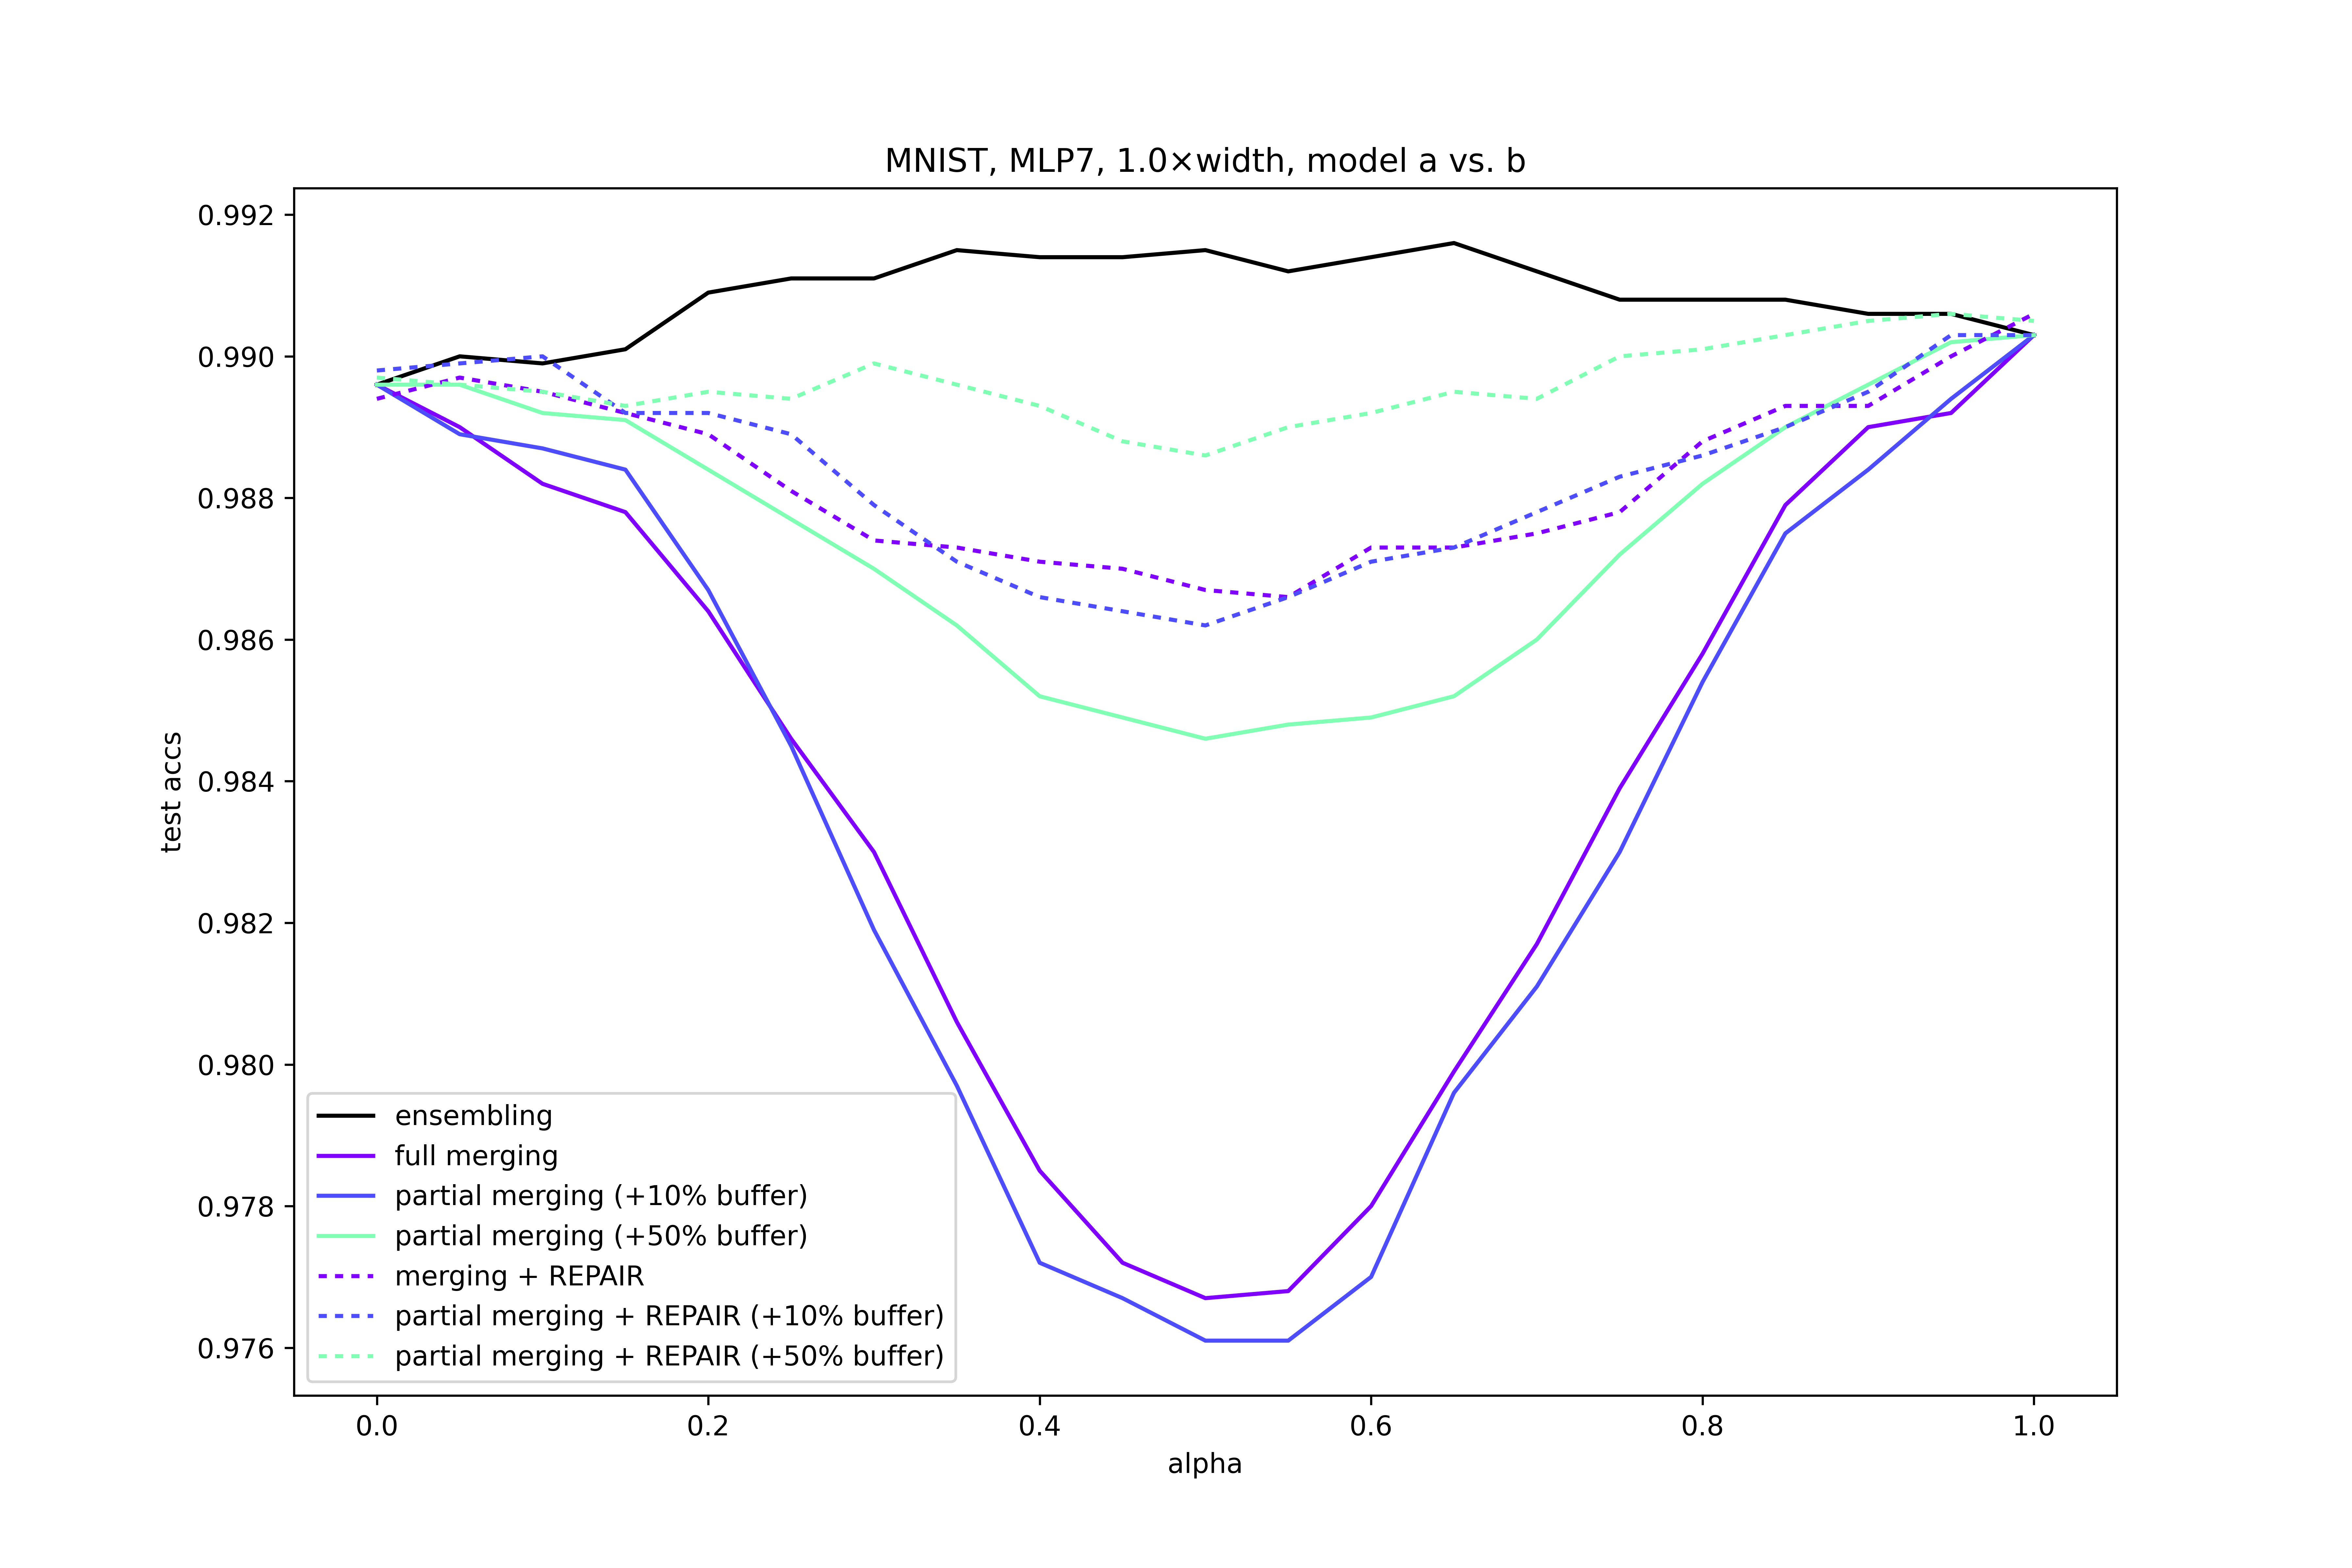 MNIST, MLP7, 1.0×width, model a vs. b
0.992
0.990
0.988
0.986
0.984
0.982
0.980
0.978
0.976
test accs
ensembling
full merging
partial merging (+10% buffer)
partial merging (+50% buffer)
merging + REPAIR
partial merging + REPAIR (+10% buffer)
partial merging + REPAIR (+50% buffer)
0.0 0.2 0.4 0.6 0.8 1.0
alpha